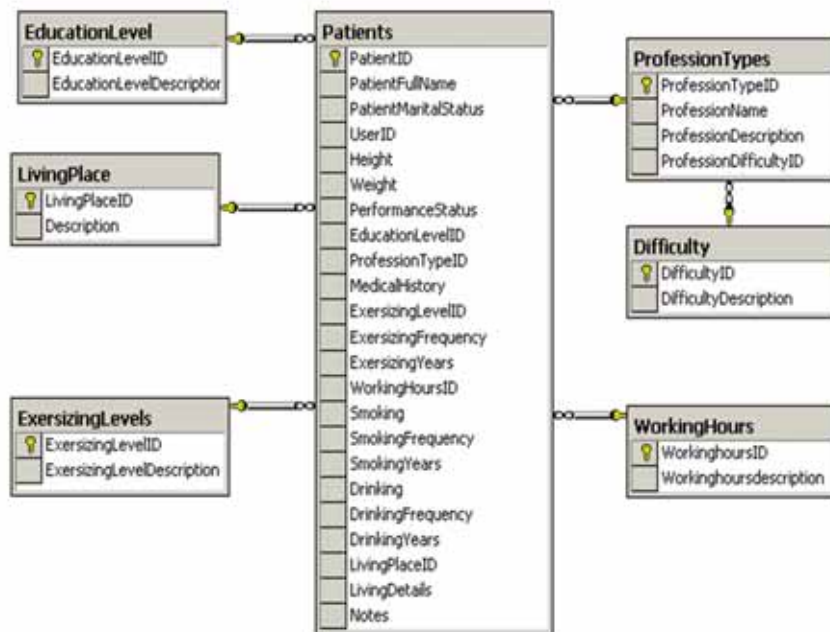 EducationLevel
EducationLevelID
EducationLevelDescription
LivingPlace
LivingPlaceID
Description
ExersizingLevels
ExersizingLevelID
ExersizingLevelDescription
Patients
PatientID
PatientFullName
PatientMaritalStatus
UserID
Height
Weight
PerformanceStatus
EducationLevelID
ProfessionTypeID
MedicalHistory
ExersizingLevelID
ExersizingFrequency
ExersizingYears
WorkingHoursID
Smoking
SmokingFrequency
SmokingYears
Drinking
DrinkingFrequency
DrinkingYears
LivingPlaceID
LivingDetails
Notes
ProfessionTypes
ProfessionTypeID
ProfessionName
ProfessionDescription
ProfessionDifficultyID
Difficulty
DifficultyID
DifficultyDescription
WorkingHours
WorkinghoursID
Workinghoursdescription